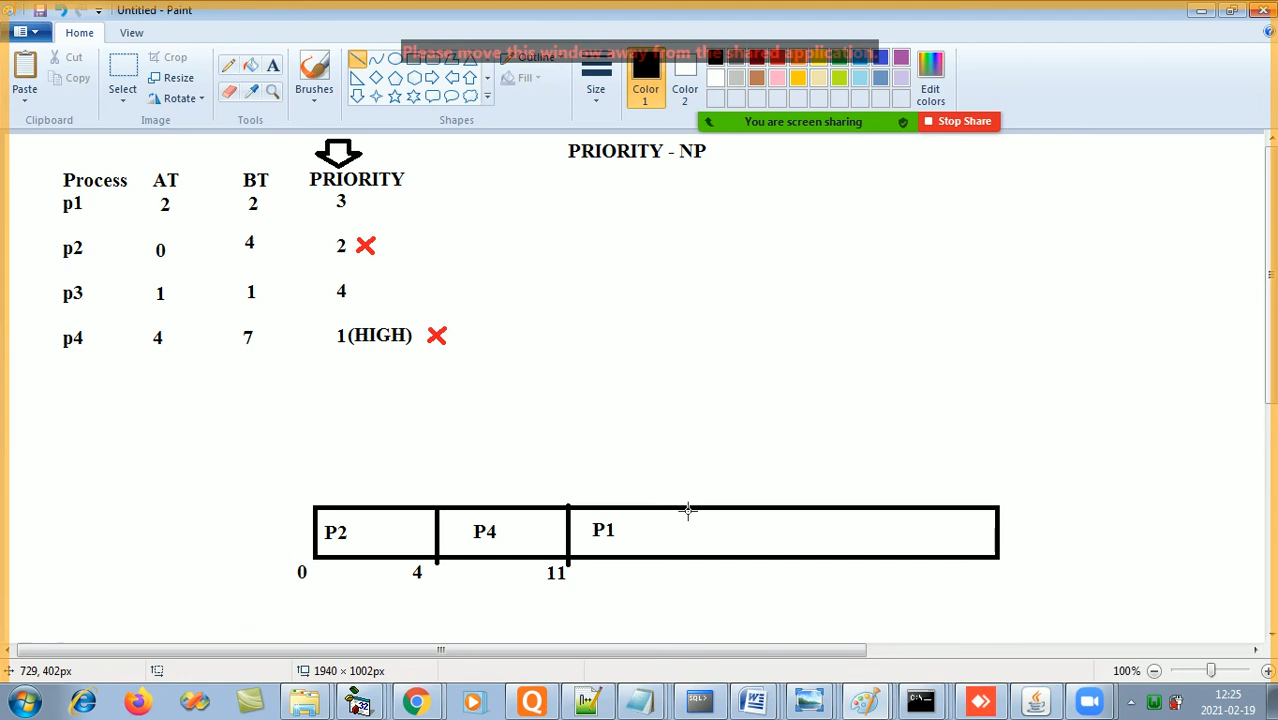 Untitled - Paint
Home View
Please move this window away from the shared application.
Cut
Copy
Paste
Clipboard
Select
Crop
Resize
Rotate
Image
A
Tools
Brushes
Outline
Fill
Shapes
Size
Color 1
Color 2
Edit colors
You are screen sharing Stop Share
PRIORITY - NP
Process AT BT PRIORITY
p1 2 2 3
p2 0 4 2
p3 1 1 4
p4 4 7 1(HIGH)
P2 P4 P1
0 4 11
729, 402px 1940 × 1002px 100%
12:25
2021-02-19